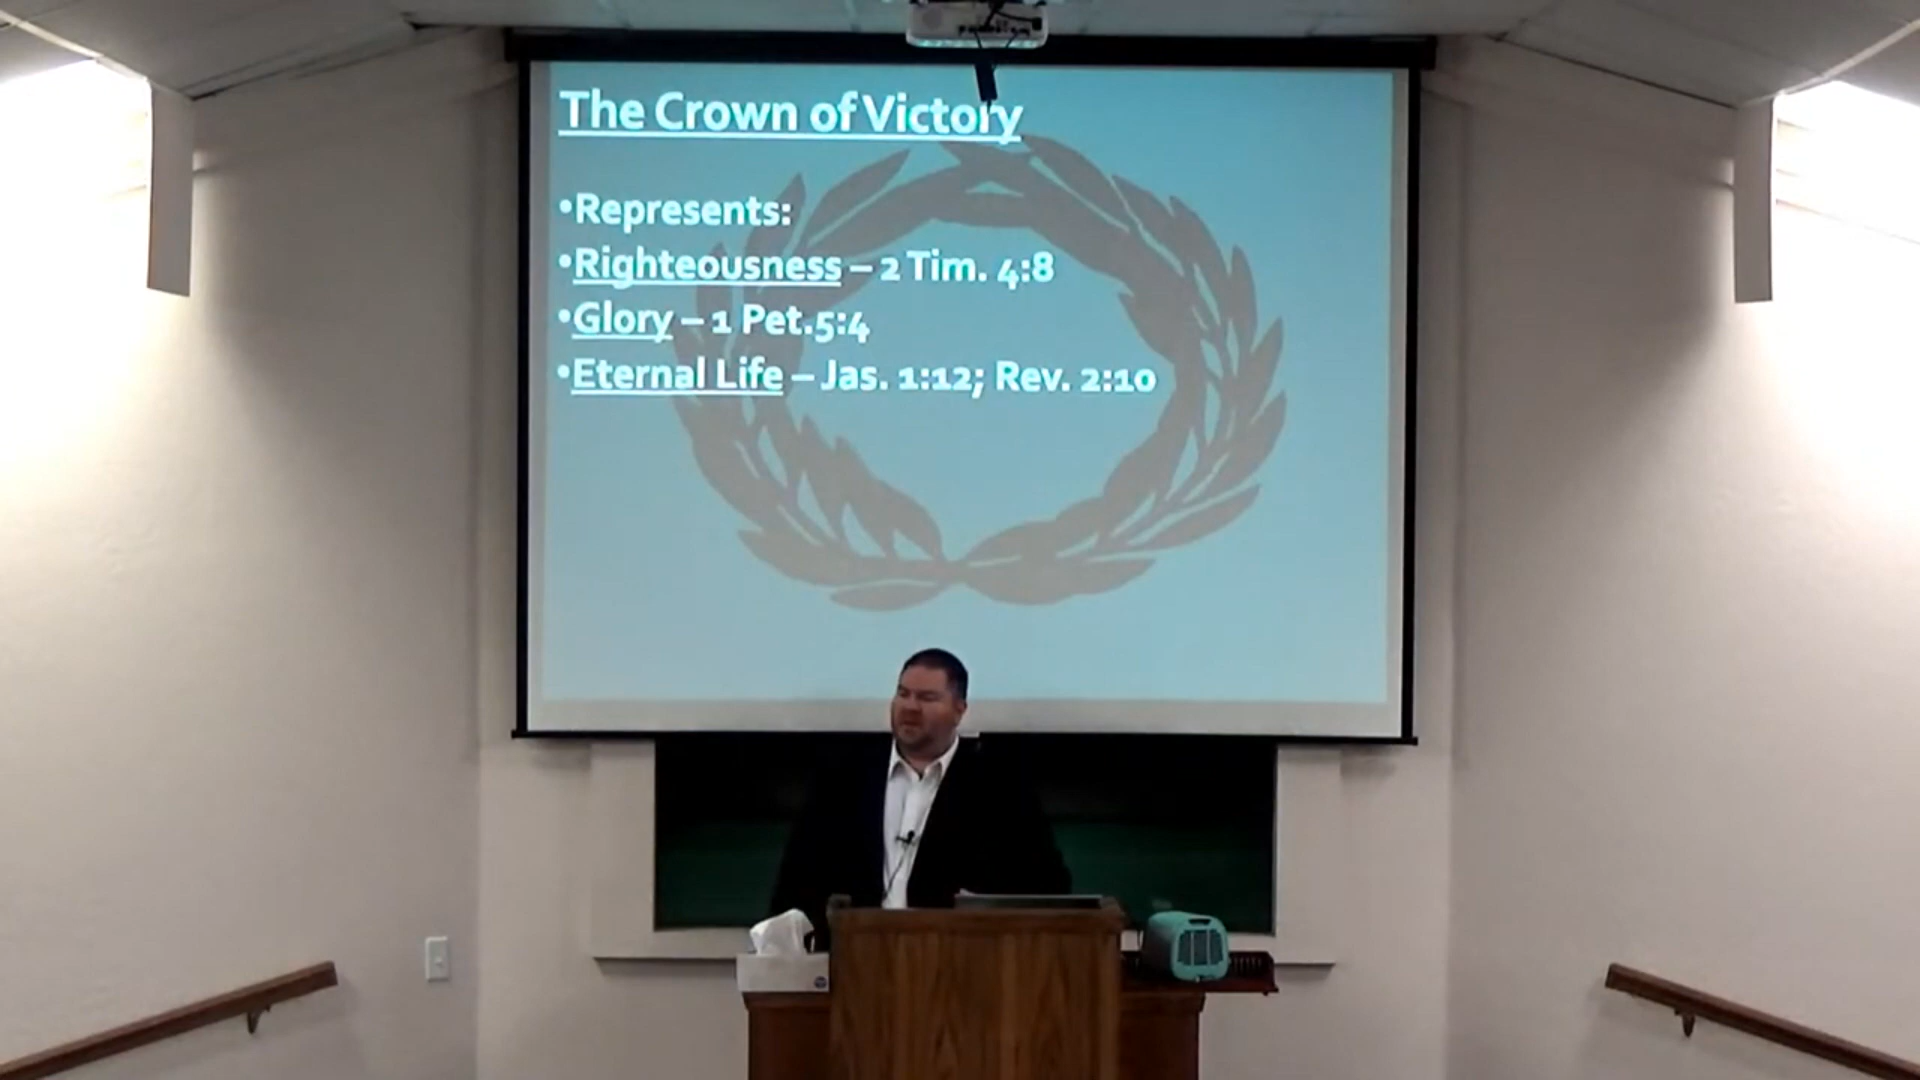 The Crown of Victory
•Represents:
•Righteousness – 2 Tim. 4:8
•Glory – 1 Pet.5:4
•Eternal Life – Jas. 1:12; Rev. 2:10